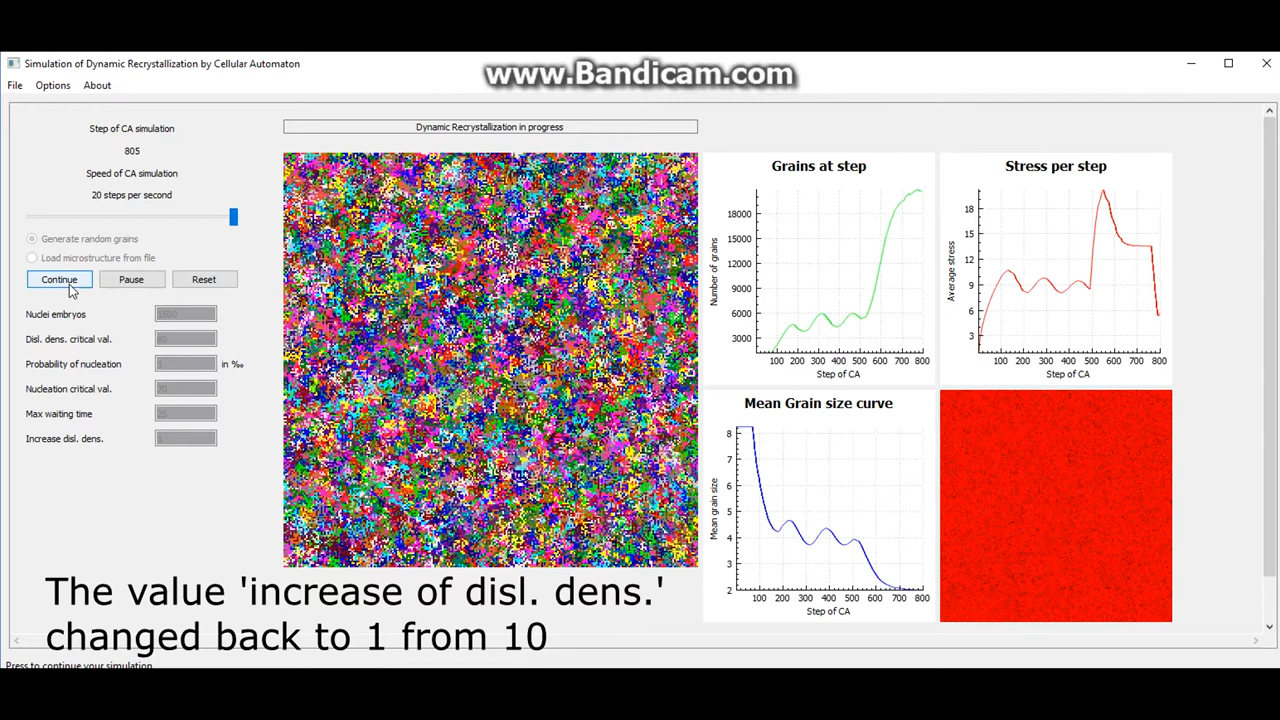 www.Bandicam.com
Simulation of Dynamic Recrystallization by Cellular Automaton
File Options About
Step of CA simulation
805
Speed of CA simulation
20 steps per second
Generate random grains
Load microstructure from file
Continue Pause Reset
Nuclei embryos 1500
Disl. dens. critical val.
Probability of nucleation in ‰
Nucleation critical val. 70
Max waiting time
Increase disl. dens.
Dynamic Recrystallization in progress
Grains at step
Number of grains
18000
15000
12000
9000
6000
3000
100 200 300 400 500 600 700 800
Step of CA
Stress per step
Average stress
18
15
12
9
6
3
100 200 300 400 500 600 700 800
Step of CA
Mean Grain size curve
Mean grain size
8
7
6
5
4
3
2
100 200 300 400 500 600 700 800
Step of CA
The value 'increase of disl. dens.'
changed back to 1 from 10
Press to continue your simulation